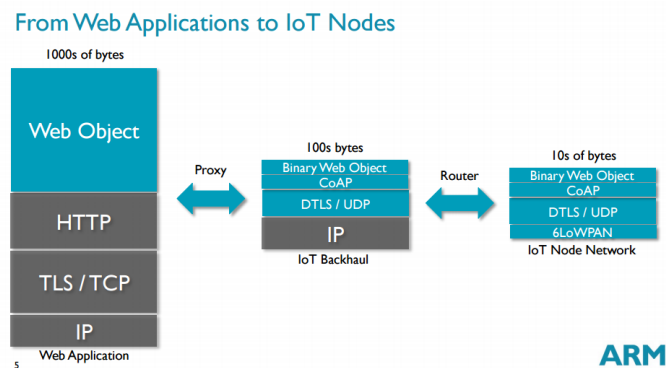 From Web Applications to IoT Nodes
1000s of bytes
Web Object
HTTP
TLS / TCP
IP
Web Application
Proxy
100s bytes
Binary Web Object
CoAP
DTLS / UDP
IP
IoT Backhaul
Router
10s of bytes
Binary Web Object
CoAP
DTLS / UDP
6LoWPAN
IoT Node Network
5
ARM